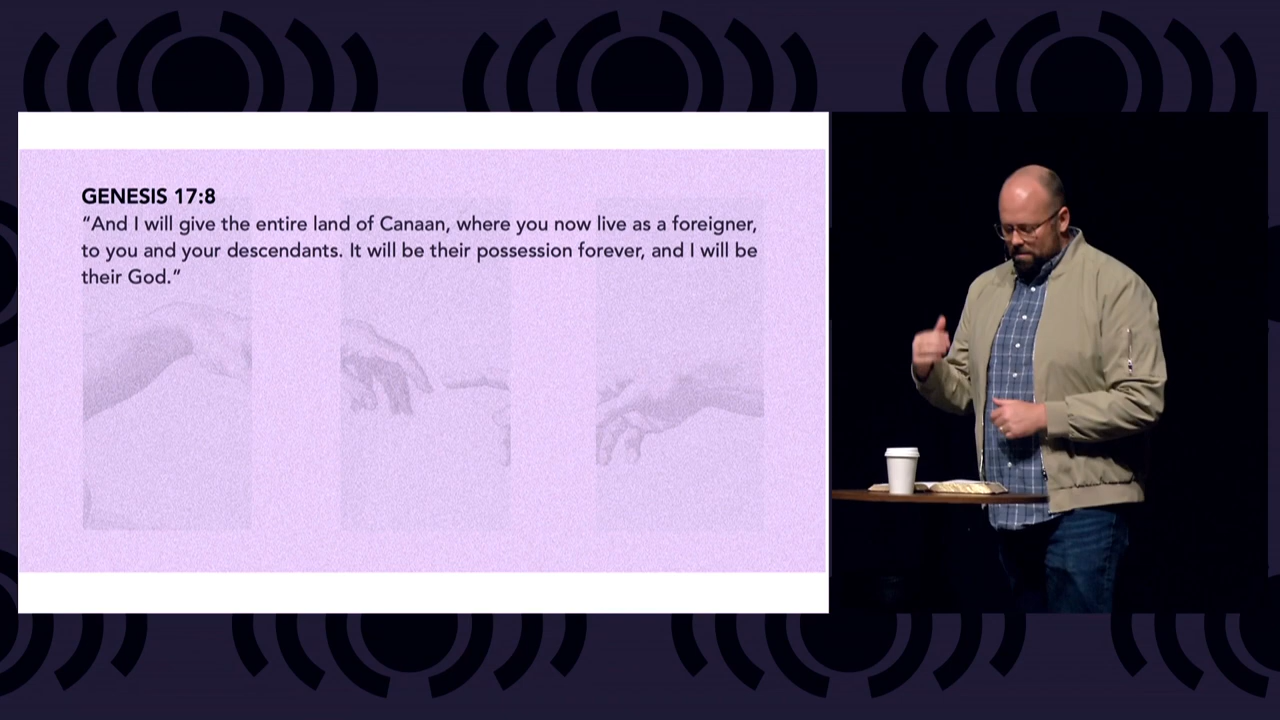 GENESIS 17:8
“And I will give the entire land of Canaan, where you now live as a foreigner,
to you and your descendants. It will be their possession forever, and I will be
their God.”